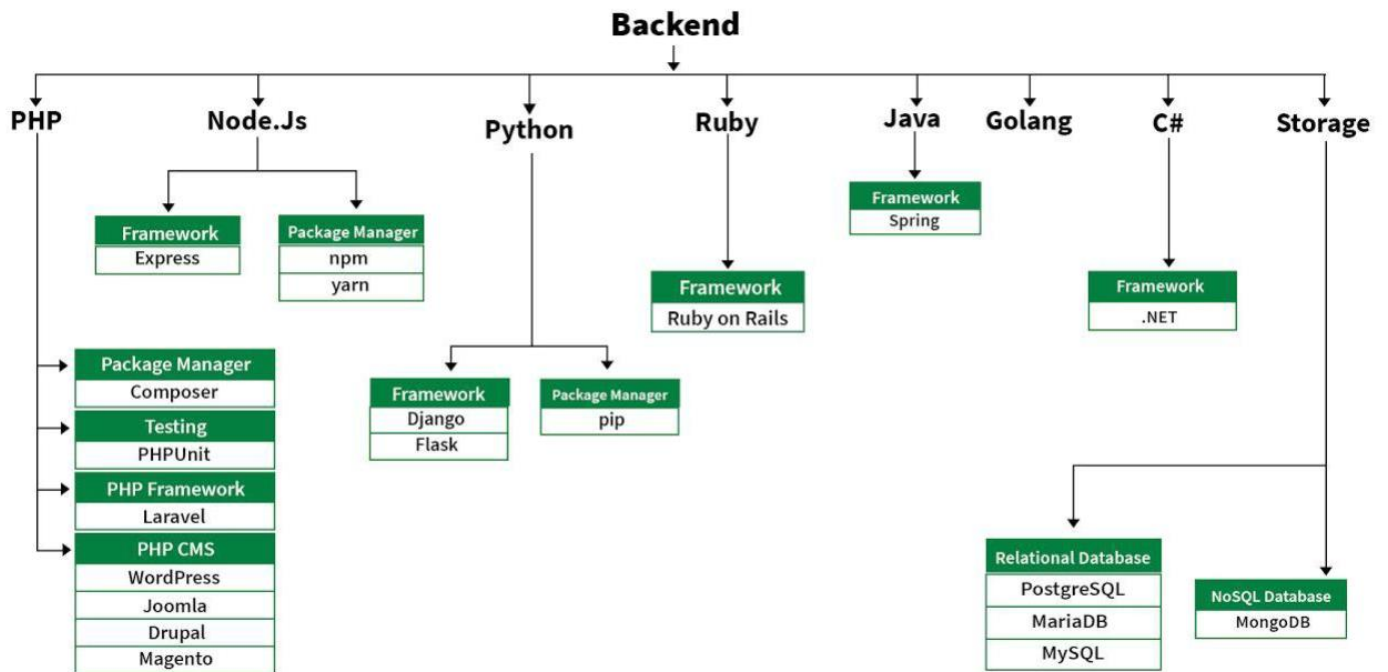 Backend
PHP
Node.Js
Python
Ruby
Java
Golang
C#
Storage
Framework
Express
Package Manager
npm
yarn
Framework
Spring
Framework
Ruby on Rails
Framework
.NET
Package Manager
Composer
Testing
PHPUnit
PHP Framework
Laravel
PHP CMS
WordPress
Joomla
Drupal
Magento
Framework
Django
Flask
Package Manager
pip
Relational Database
PostgreSQL
MariaDB
MySQL
NoSQL Database
MongoDB